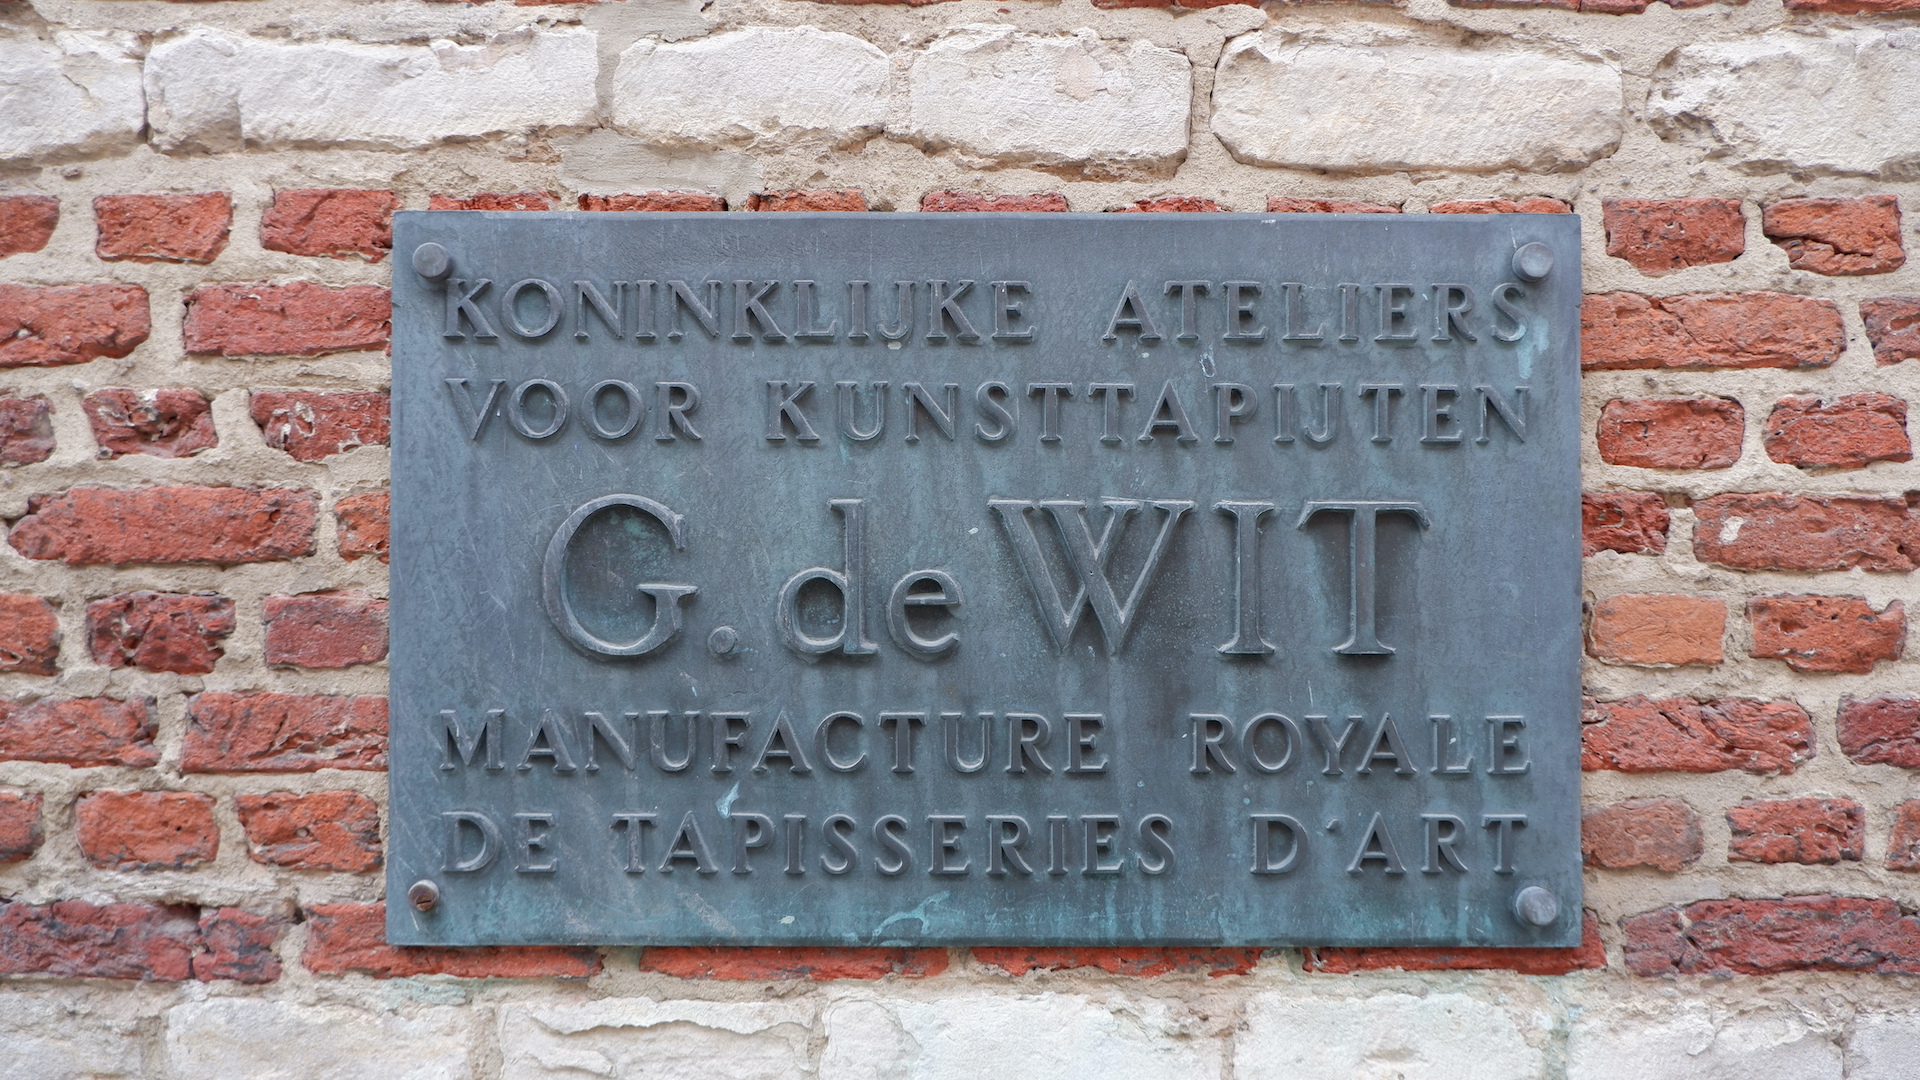 KONINKLIJKE ATELIERS
VOOR KUNSTTAPIJTEN
G. de WIT
MANUFACTURE ROYALE
DE TAPISSERIES D'ART